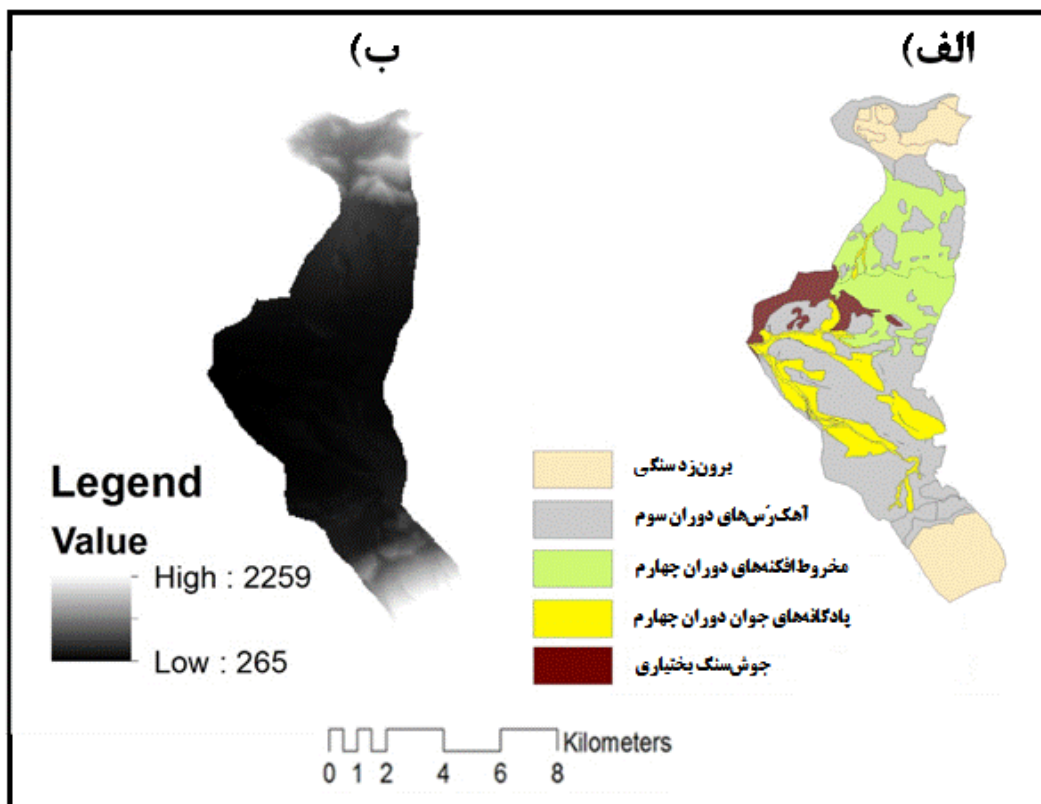 الف)
ب)
برون‌زد سنگی
آهک‌رُس‌های دوران سوم
مخروط‌افکنه‌های دوران چهارم
پادگانه‌های جوان دوران چهارم
جوش‌سنگ بختیاری
Legend
Value
High : 2259
Low : 265
Kilometers
0 1 2 4 6 8